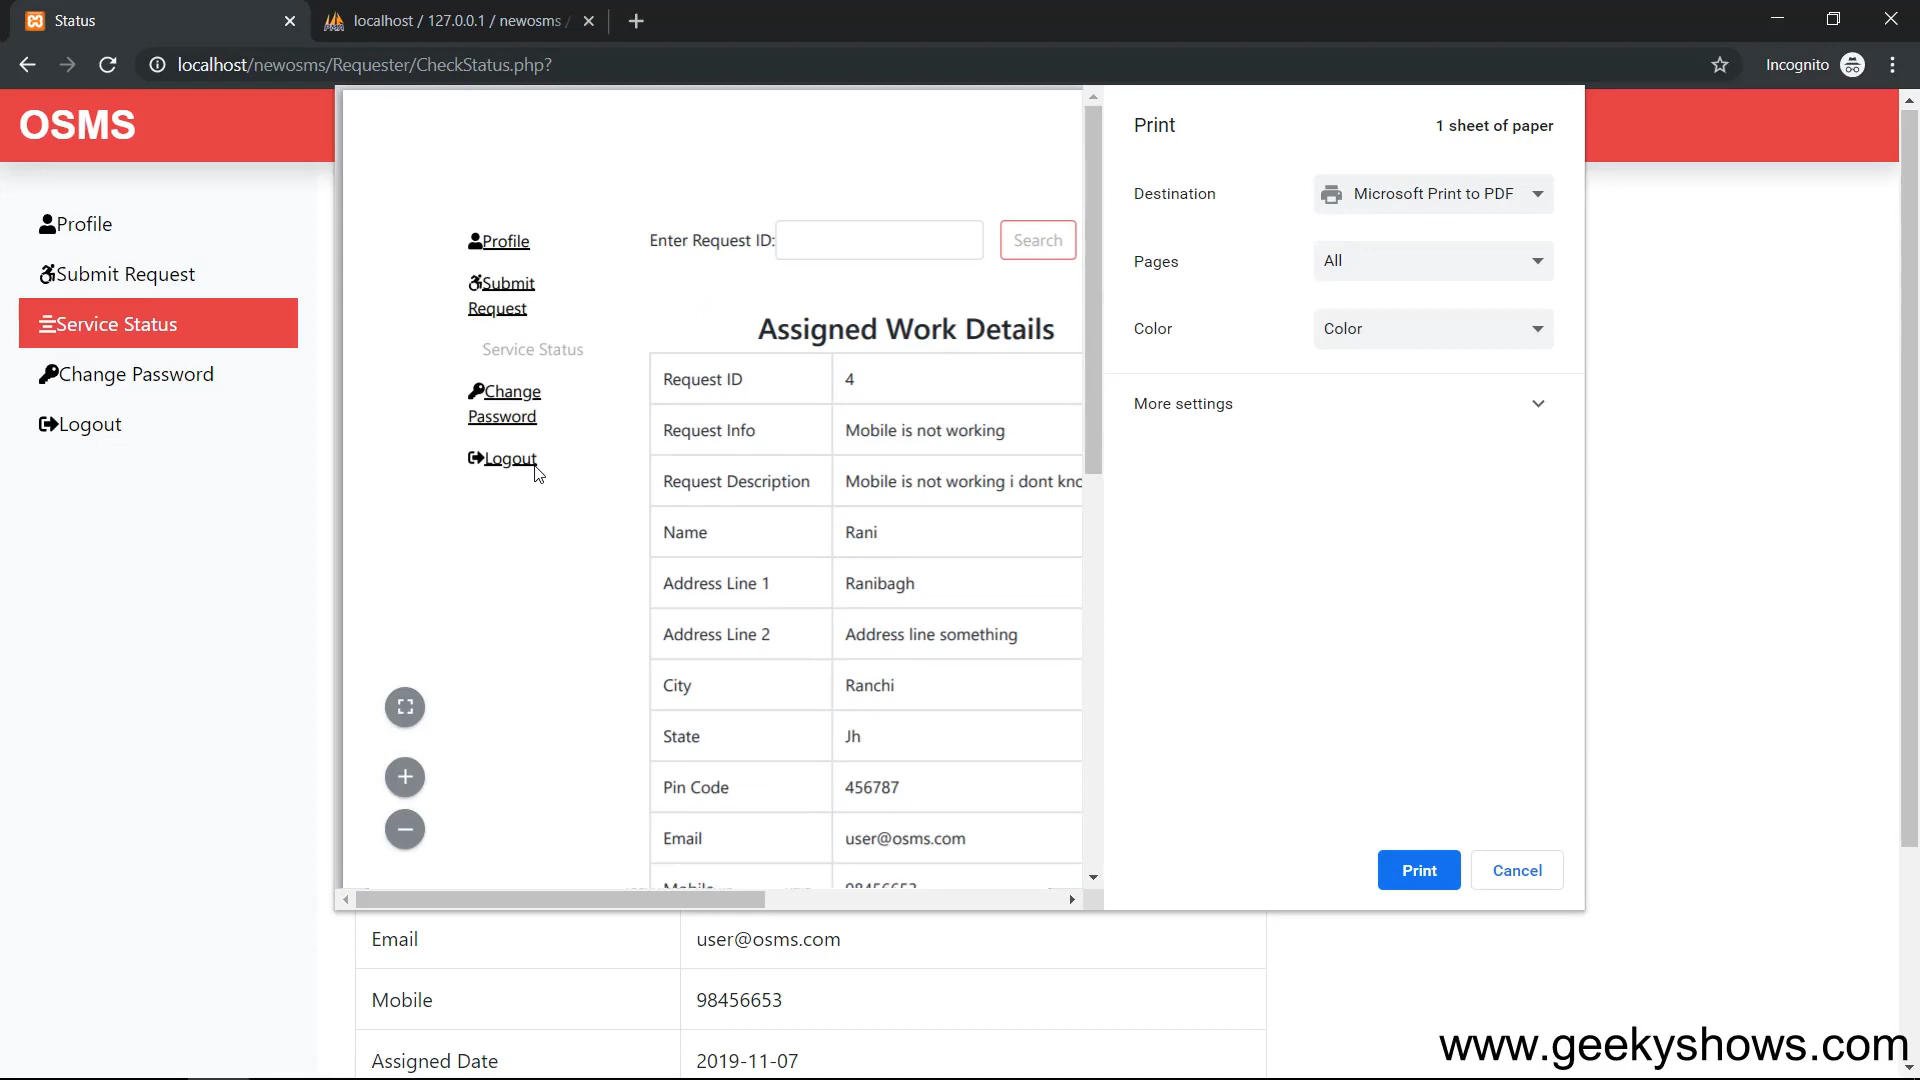 Status
localhost / 127.0.0.1 / newosms /
localhost/newosms/Requester/CheckStatus.php?
Incognito
OSMS
Profile
Submit Request
Service Status
Change Password
Logout
Profile
Submit
Request
Service Status
Change
Password
Logout
Enter Request ID:
Search
Assigned Work Details
Request ID 4
Request Info Mobile is not working
Request Description Mobile is not working i dont kno
Name Rani
Address Line 1 Ranibagh
Address Line 2 Address line something
City Ranchi
State Jh
Pin Code 456787
Email user@osms.com
Mobile 98456653
Print 1 sheet of paper
Destination Microsoft Print to PDF
Pages All
Color Color
More settings
Print Cancel
Email user@osms.com
Mobile 98456653
Assigned Date 2019-11-07
www.geekyshows.com